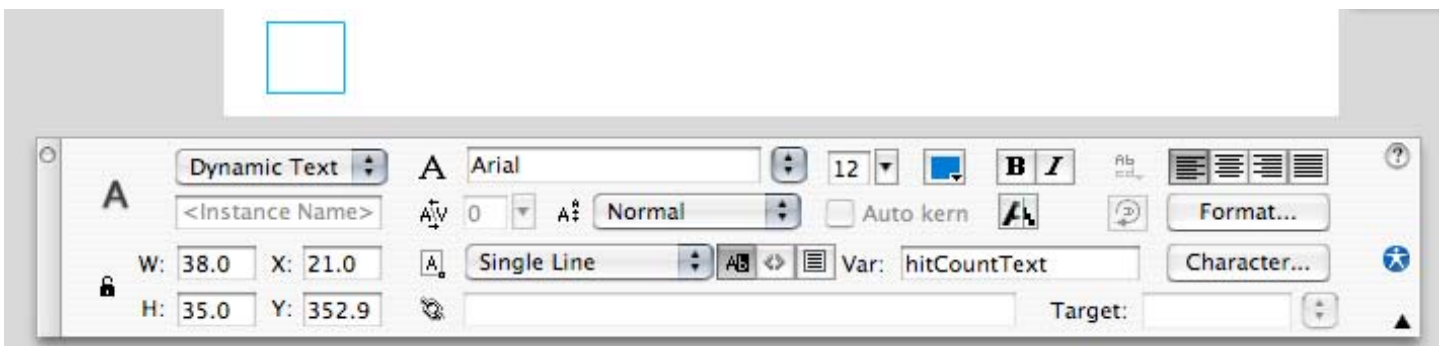 Dynamic Text A Arial 12 B I ?
A <Instance Name> A|V 0 Normal Auto kern Format...
W: 38.0 X: 21.0 A Single Line Ab <> Var: hitCountText Character...
H: 35.0 Y: 352.9 Target: